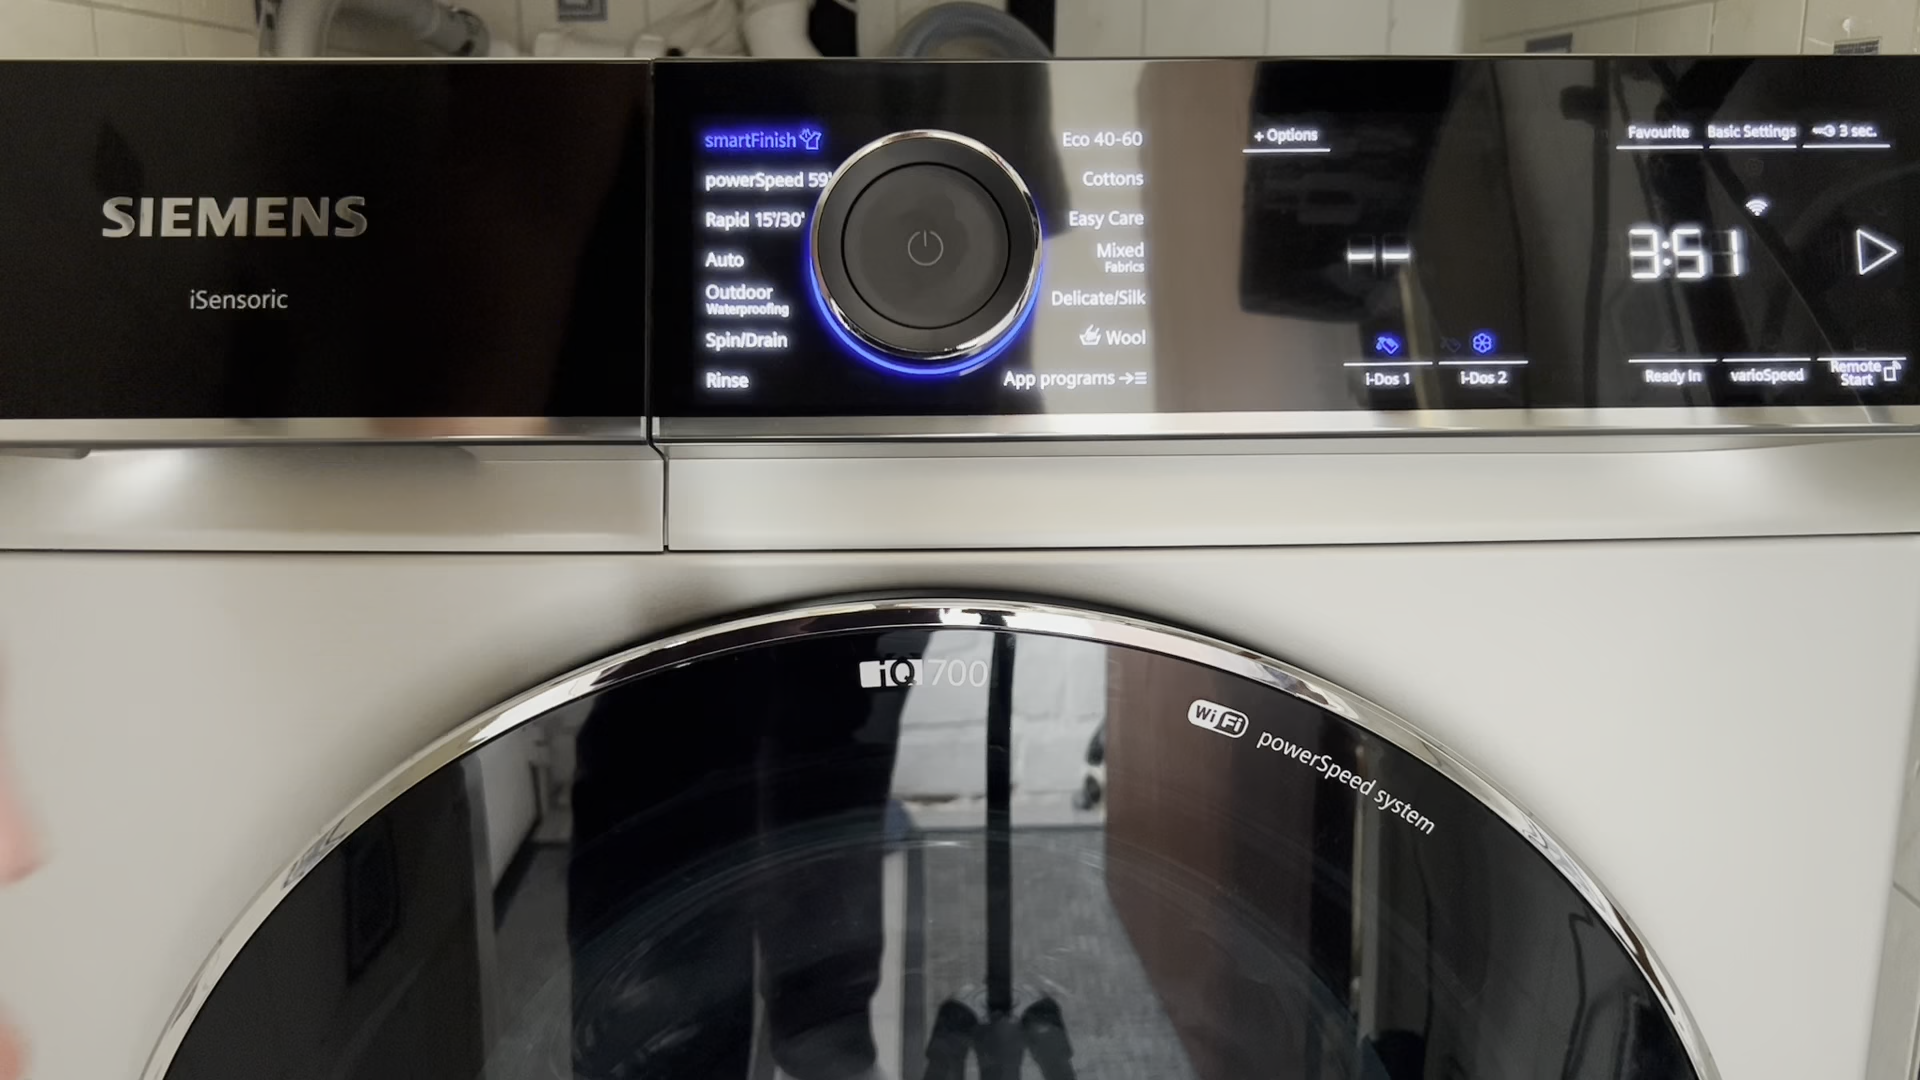 SIEMENS
iSensoric
smartFinish
powerSpeed 59'
Rapid 15'/30'
Auto
Outdoor
Waterproofing
Spin/Drain
Rinse
Eco 40-60
Cottons
Easy Care
Mixed
Fabrics
Delicate/Silk
Wool
App programs
+ Options
--
i-Dos 1
i-Dos 2
Favourite
Basic Settings
3 sec.
3:51
Ready In
varioSpeed
Remote
Start
iQ700
WiFi
powerSpeed system